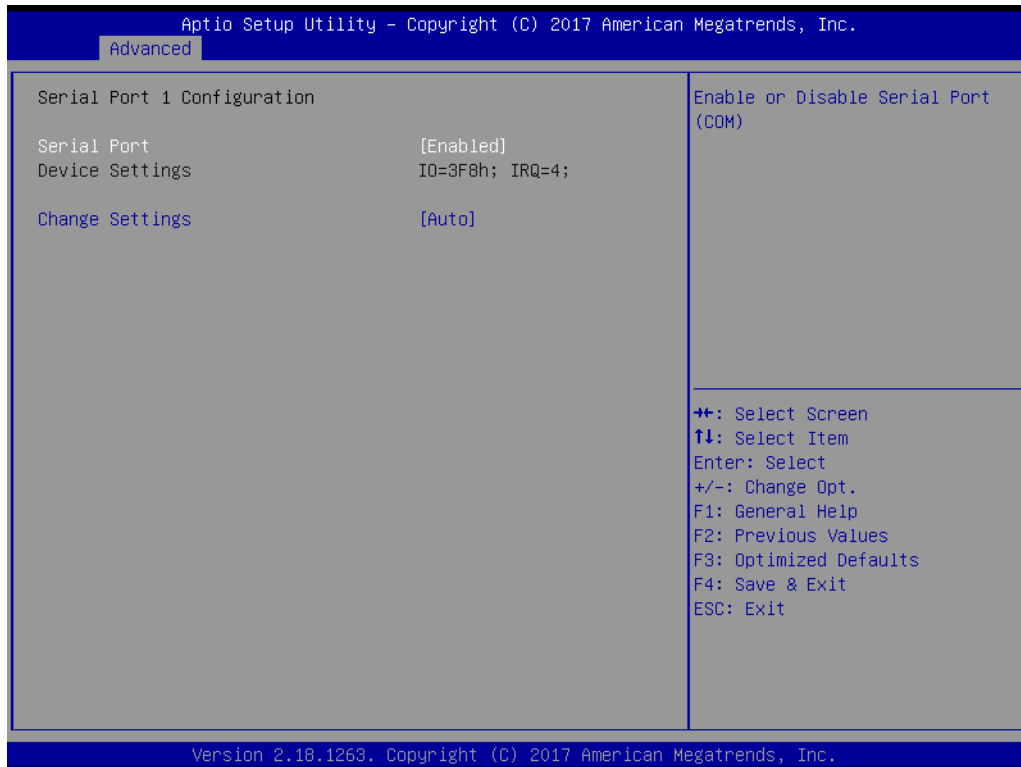 Aptio Setup Utility – Copyright (C) 2017 American Megatrends, Inc.
Advanced
Serial Port 1 Configuration
Serial Port [Enabled]
Device Settings IO=3F8h; IRQ=4;
Change Settings [Auto]
Enable or Disable Serial Port
(COM)
→←: Select Screen
↑↓: Select Item
Enter: Select
+/-: Change Opt.
F1: General Help
F2: Previous Values
F3: Optimized Defaults
F4: Save & Exit
ESC: Exit
Version 2.18.1263. Copyright (C) 2017 American Megatrends, Inc.